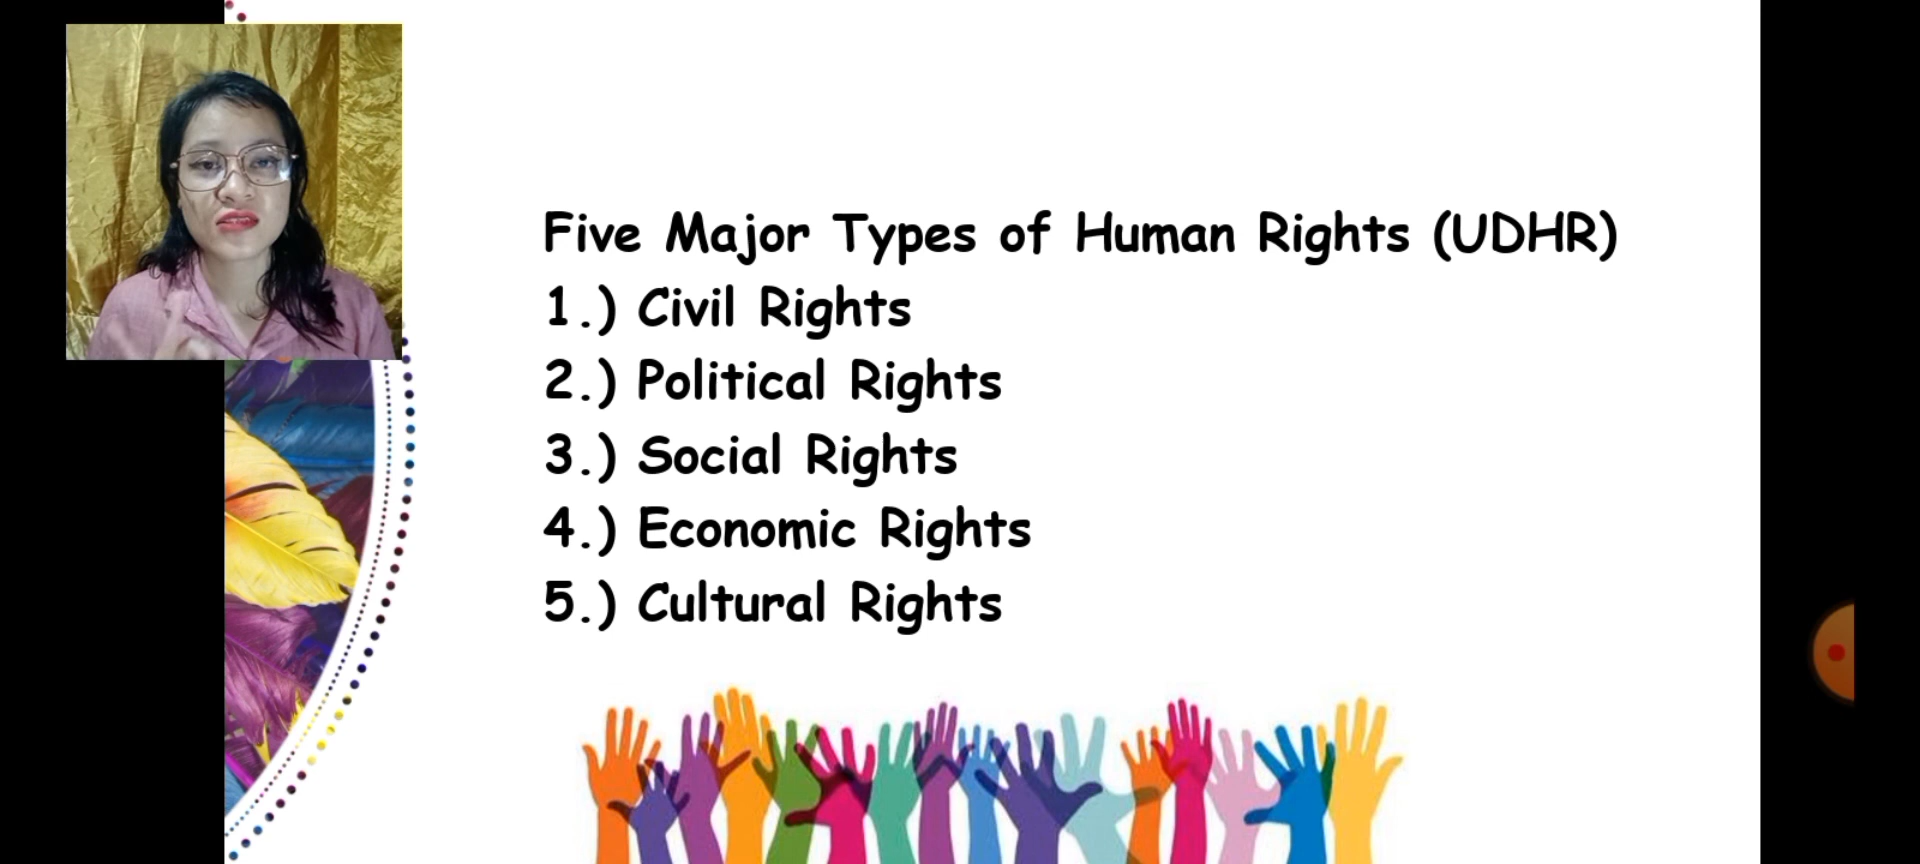 Five Major Types of Human Rights (UDHR)
1.) Civil Rights
2.) Political Rights
3.) Social Rights
4.) Economic Rights
5.) Cultural Rights